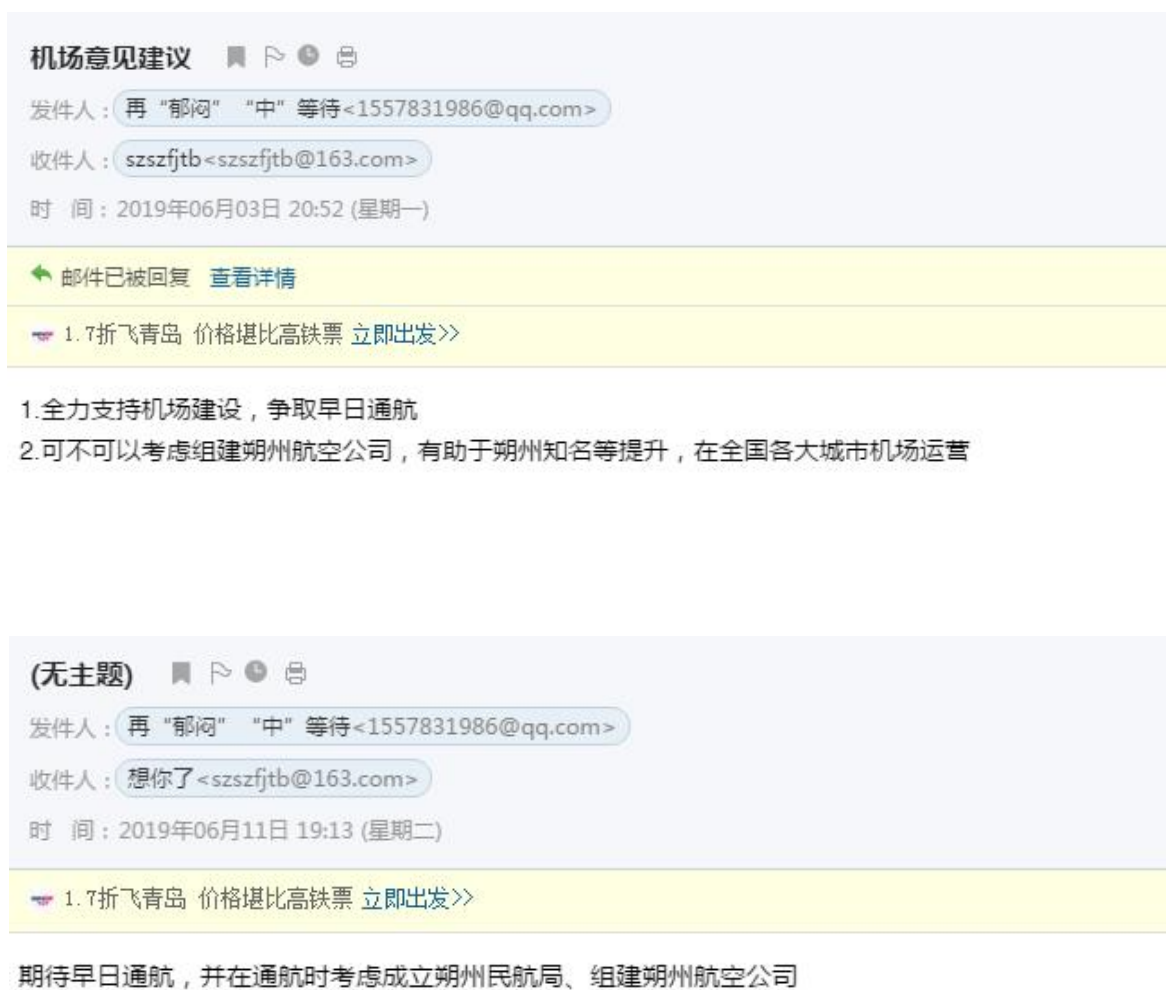 机场意见建议
发件人：再“郁闷” “中”等待<1557831986@qq.com>
收件人：szszfjtb<szszfjtb@163.com>
时 间：2019年06月03日 20:52 (星期一)
邮件已被回复 查看详情
1.7折飞青岛 价格堪比高铁票 立即出发>>
1.全力支持机场建设，争取早日通航
2.可不可以考虑组建朔州航空公司，有助于朔州知名等提升，在全国各大城市机场运营
(无主题)
发件人：再“郁闷” “中”等待<1557831986@qq.com>
收件人：想你了<szszfjtb@163.com>
时 间：2019年06月11日 19:13 (星期二)
1.7折飞青岛 价格堪比高铁票 立即出发>>
期待早日通航，并在通航时考虑成立朔州民航局、组建朔州航空公司